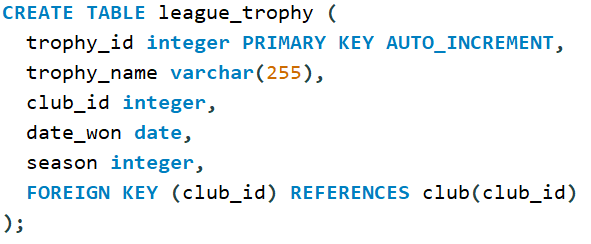 CREATE TABLE league_trophy (
  trophy_id integer PRIMARY KEY AUTO_INCREMENT,
  trophy_name varchar(255),
  club_id integer,
  date_won date,
  season integer,
  FOREIGN KEY (club_id) REFERENCES club(club_id)
);